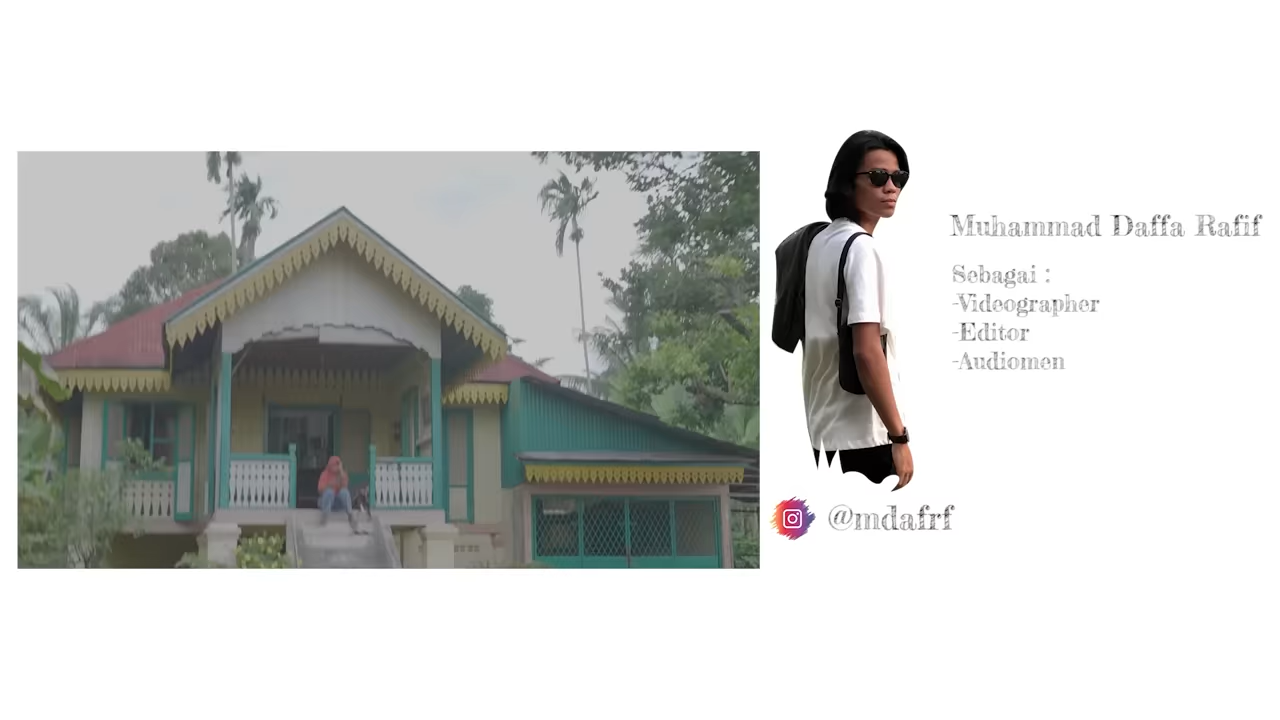 Muhammad Daffa Rafif
Sebagai :
-Videographer
-Editor
-Audiomen
@mdafrf